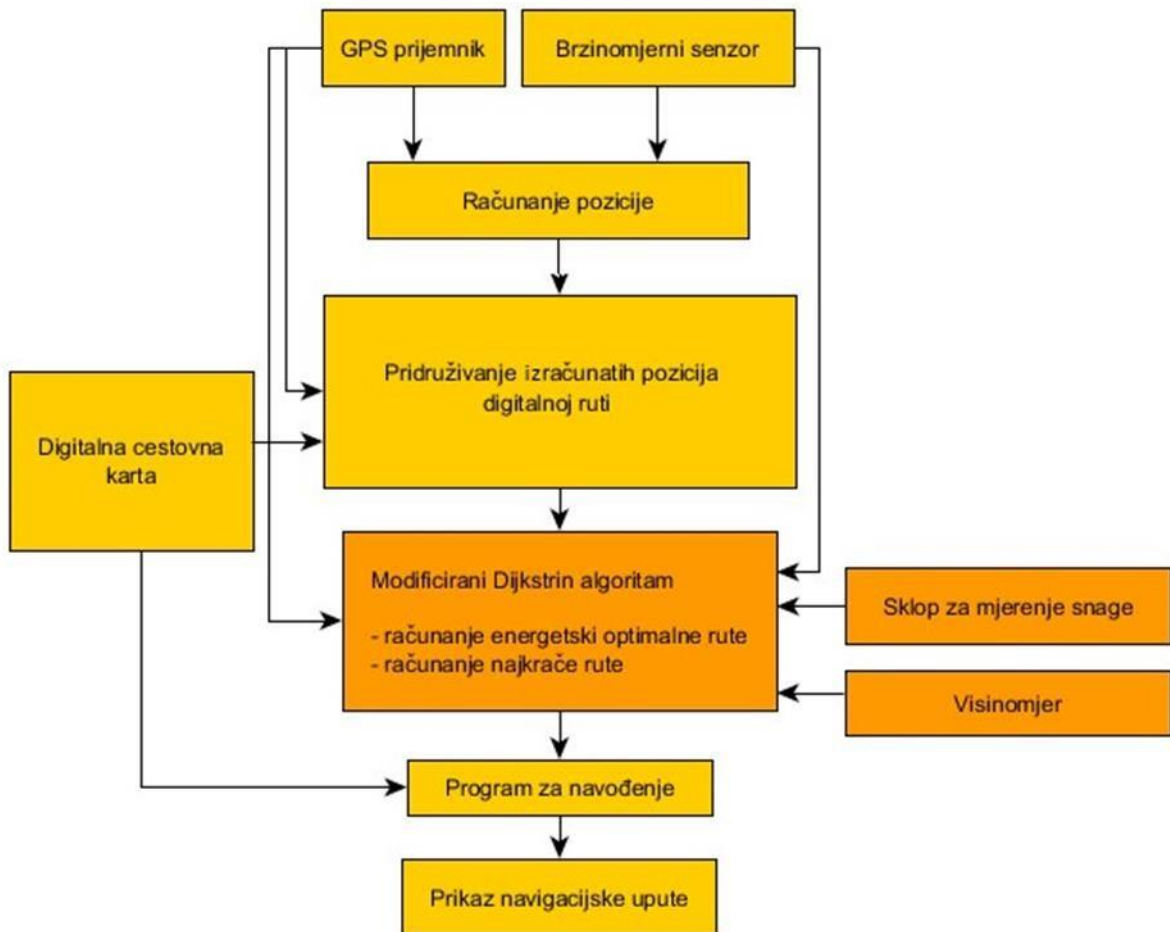 GPS prijemnik
Brzinomjerni senzor
Računanje pozicije
Pridruživanje izračunatih pozicija
digitalnoj ruti
Digitalna cestovna
karta
Modificirani Dijkstrin algoritam
- računanje energetski optimalne rute
- računanje najkrače rute
Sklop za mjerenje snage
Visinomjer
Program za navođenje
Prikaz navigacijske upute